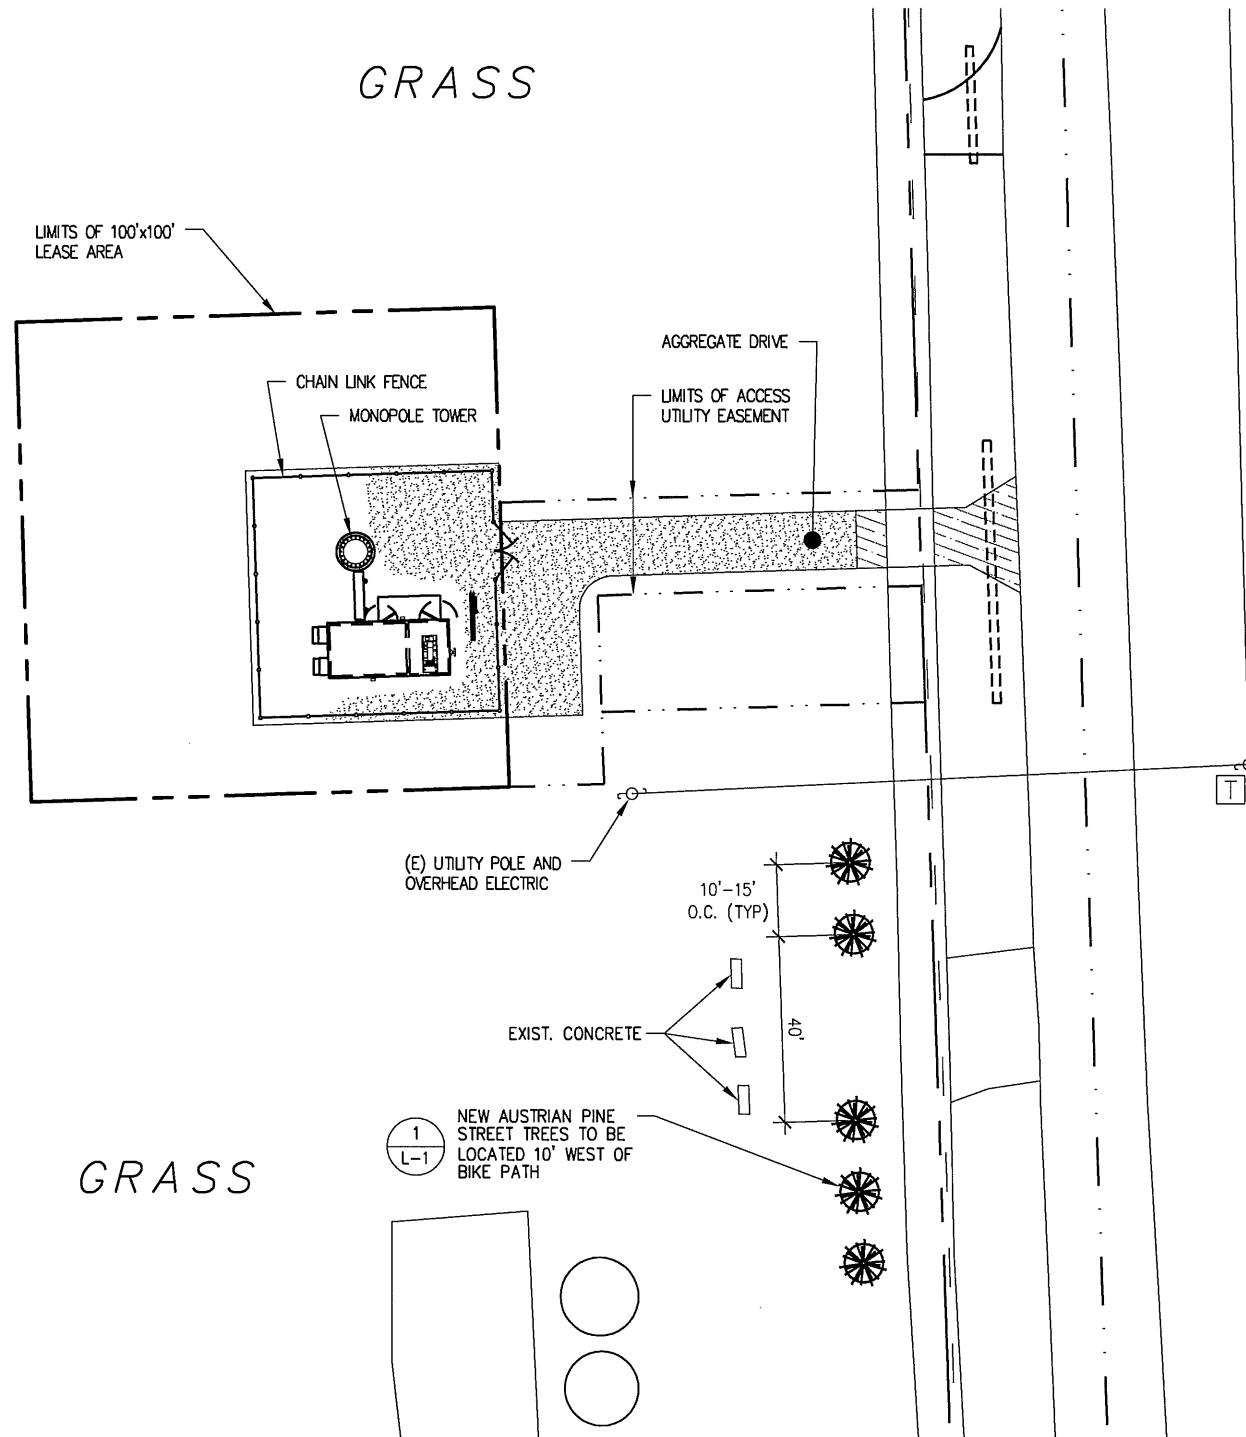 GRASS
LIMITS OF 100'x100'
LEASE AREA
AGGREGATE DRIVE
CHAIN LINK FENCE
LIMITS OF ACCESS
UTILITY EASEMENT
MONOPOLE TOWER
T
(E) UTILITY POLE AND
OVERHEAD ELECTRIC
10'-15'
O.C. (TYP)
EXIST. CONCRETE
40'
1
L-1
NEW AUSTRIAN PINE
STREET TREES TO BE
LOCATED 10' WEST OF
BIKE PATH
GRASS